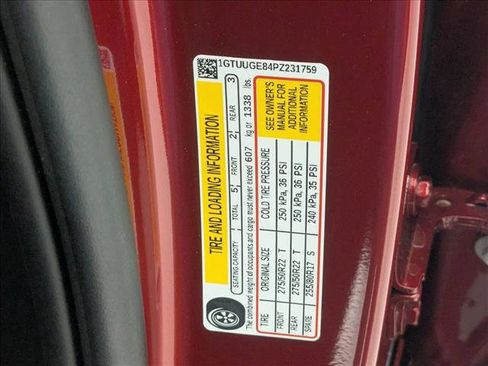 1GTUUGE84PZ231759
TIRE AND LOADING INFORMATION
SEATING CAPACITY TOTAL 5 FRONT 2 REAR 3
The combined weight of occupants and cargo must never exceed 607 kg or 1338 lbs.
TIRE ORIGINAL SIZE COLD TIRE PRESSURE
FRONT 275/50R22 T 250 kPa, 36 PSI
REAR 275/50R22 T 250 kPa, 36 PSI
SPARE 255/80R17 S 240 kPa, 35 PSI
SEE OWNER'S
MANUAL FOR
ADDITIONAL
INFORMATION